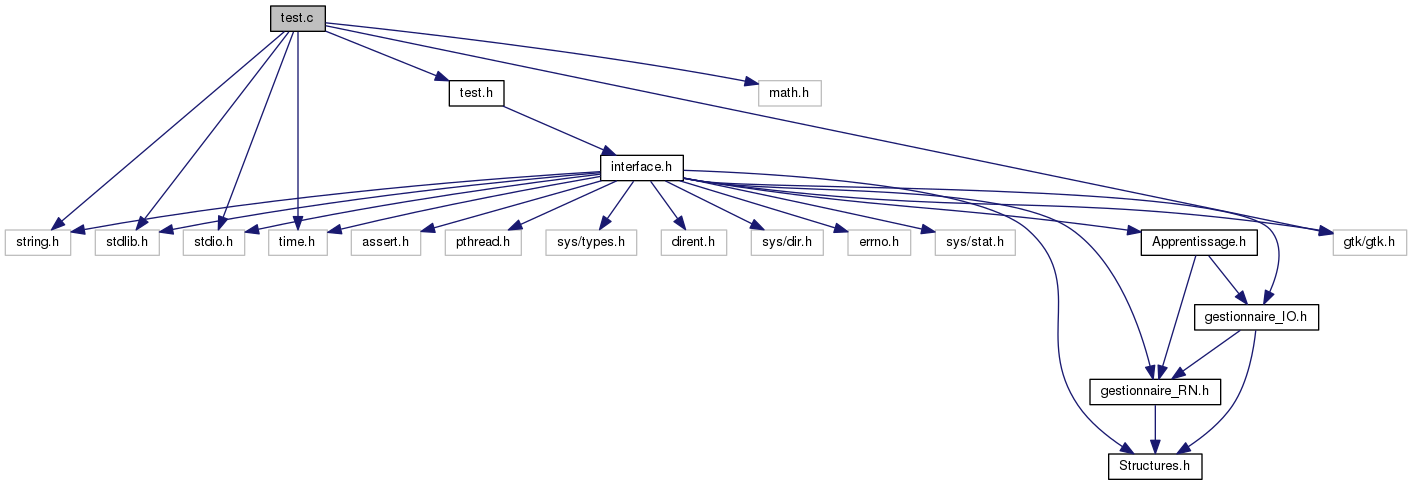 test.c
test.h
math.h
interface.h
string.h
stdlib.h
stdio.h
time.h
assert.h
pthread.h
sys/types.h
dirent.h
sys/dir.h
errno.h
sys/stat.h
Apprentissage.h
gtk/gtk.h
gestionnaire_IO.h
gestionnaire_RN.h
Structures.h